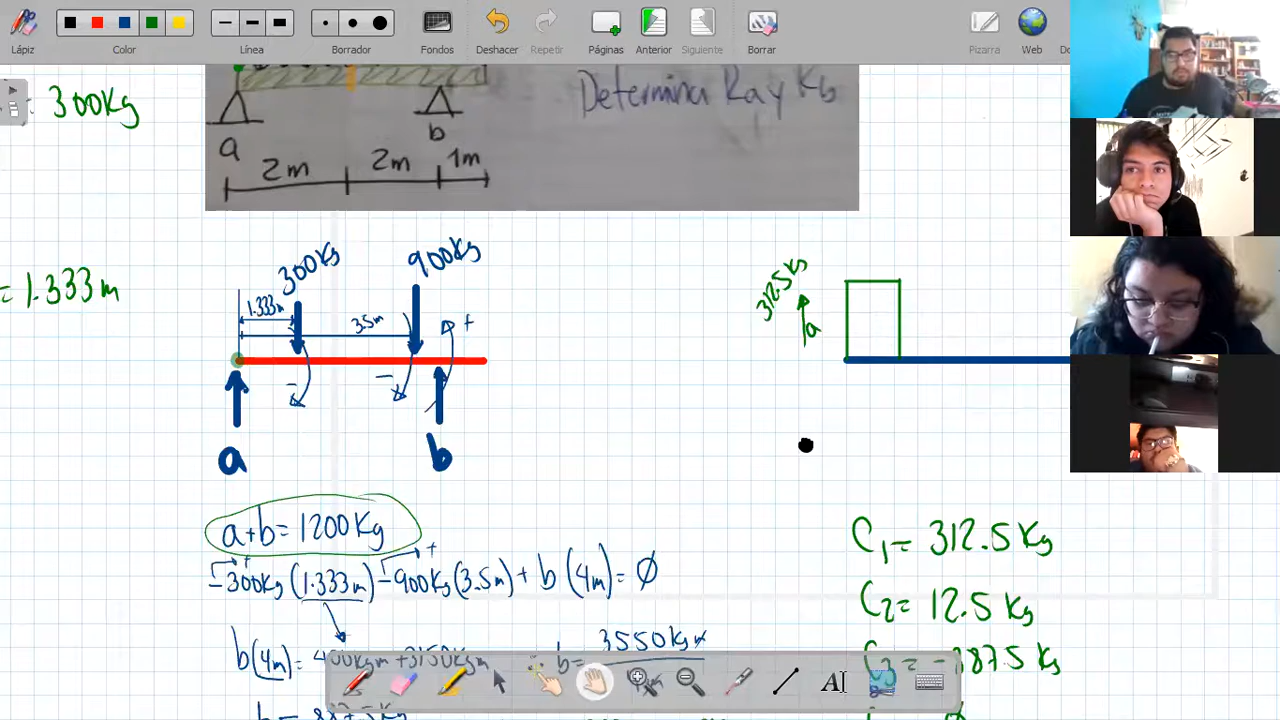 Lápiz
Color
Línea
Borrador
Fondos
Deshacer
Repetir
Páginas
Anterior
Siguiente
Borrar
Pizarra
Web
300Kg
Determina Ra y Rb
a
b
2m
2m
1m
= 1.333m
300Kg
900Kg
1.333m
3.5m
+
-
-
a
b
312.5Kg
a
a+b=1200Kg
+
+
-300Kg(1.333m)-900Kg(3.5m)+b(4m)=Ø
b(4m)=
+3150Kgm
∴ b=
3550Kgm
C1= 312.5Kg
C2= 12.5Kg